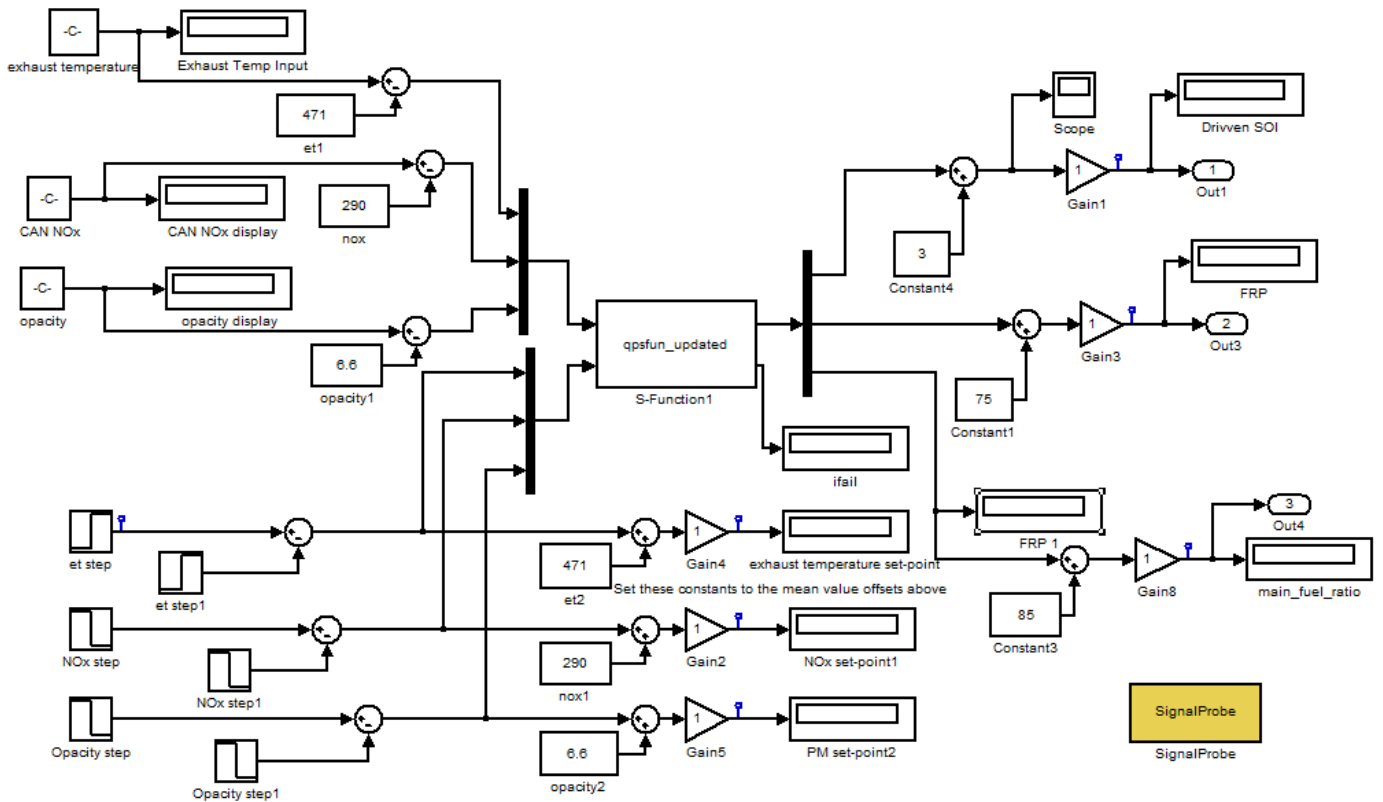 -C-
exhaust temperature
Exhaust Temp Input
471
et1
-C-
CAN NOx
CAN NOx display
290
nox
-C-
opacity
opacity display
6.6
opacity1
qpsfun_updated
S-Function1
ifail
Scope
Drivven SOI
1
Gain1
1
Out1
3
Constant4
FRP
1
Gain3
2
Out3
75
Constant1
FRP 1
3
Out4
1
Gain8
main_fuel_ratio
85
Constant3
et step
et step1
471
et2
1
Gain4
exhaust temperature set-point
Set these constants to the mean value offsets above
NOx step
NOx step1
290
nox1
1
Gain2
NOx set-point1
Opacity step
Opacity step1
6.6
opacity2
1
Gain5
PM set-point2
SignalProbe
SignalProbe